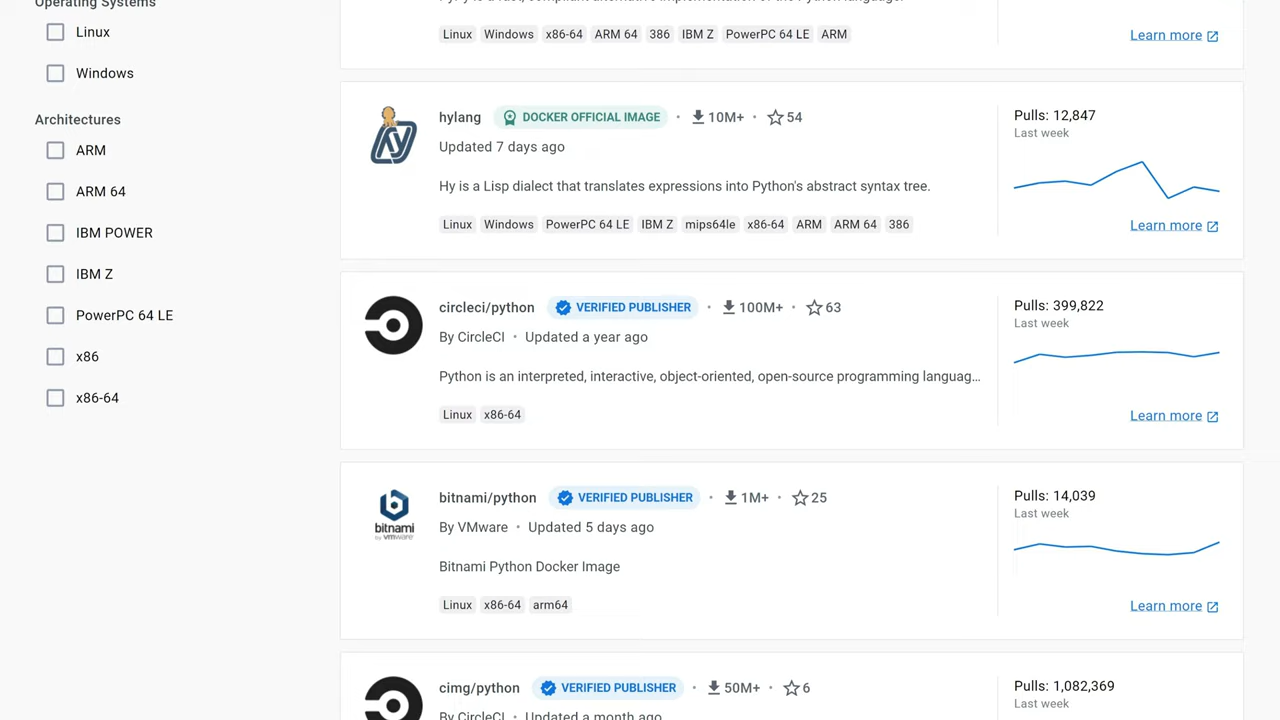 Operating Systems
Linux
Windows
Architectures
ARM
ARM 64
IBM POWER
IBM Z
PowerPC 64 LE
x86
x86-64
Linux Windows x86-64 ARM 64 386 IBM Z PowerPC 64 LE ARM
Learn more
hylang DOCKER OFFICIAL IMAGE • 10M+ • 54
Updated 7 days ago
Hy is a Lisp dialect that translates expressions into Python's abstract syntax tree.
Linux Windows PowerPC 64 LE IBM Z mips64le x86-64 ARM ARM 64 386
Pulls: 12,847
Last week
Learn more
circleci/python VERIFIED PUBLISHER • 100M+ • 63
By CircleCI • Updated a year ago
Python is an interpreted, interactive, object-oriented, open-source programming languag...
Linux x86-64
Pulls: 399,822
Last week
Learn more
bitnami
by vmware
bitnami/python VERIFIED PUBLISHER • 1M+ • 25
By VMware • Updated 5 days ago
Bitnami Python Docker Image
Linux x86-64 arm64
Pulls: 14,039
Last week
Learn more
cimg/python VERIFIED PUBLISHER • 50M+ • 6
By CircleCI • Updated a month ago
Pulls: 1,082,369
Last week